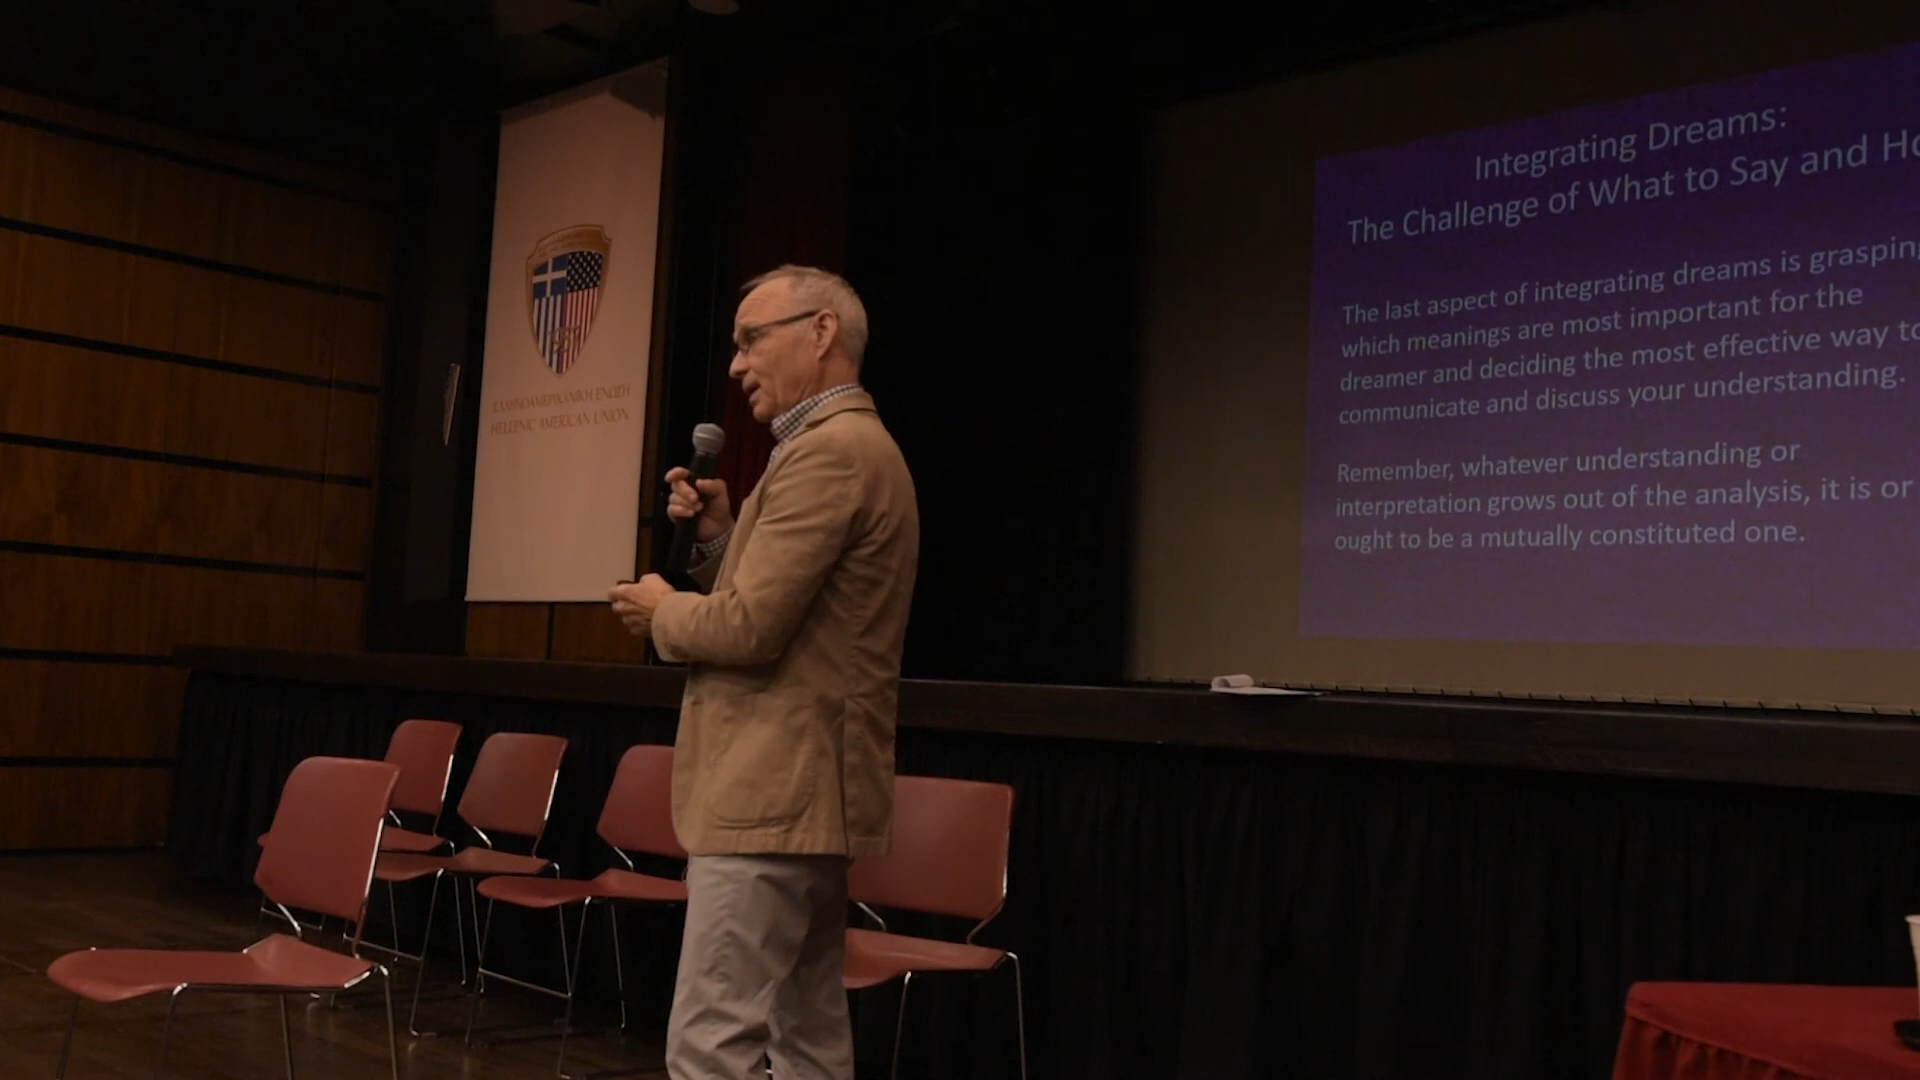 ΕΛΛΗΝΟΑΜΕΡΙΚΑΝΙΚΗ ΕΝΩΣΗ
HELLENIC AMERICAN UNION
Integrating Dreams:
The Challenge of What to Say and Ho
The last aspect of integrating dreams is grasping
which meanings are most important for the
dreamer and deciding the most effective way to
communicate and discuss your understanding.
Remember, whatever understanding or
interpretation grows out of the analysis, it is or
ought to be a mutually constituted one.